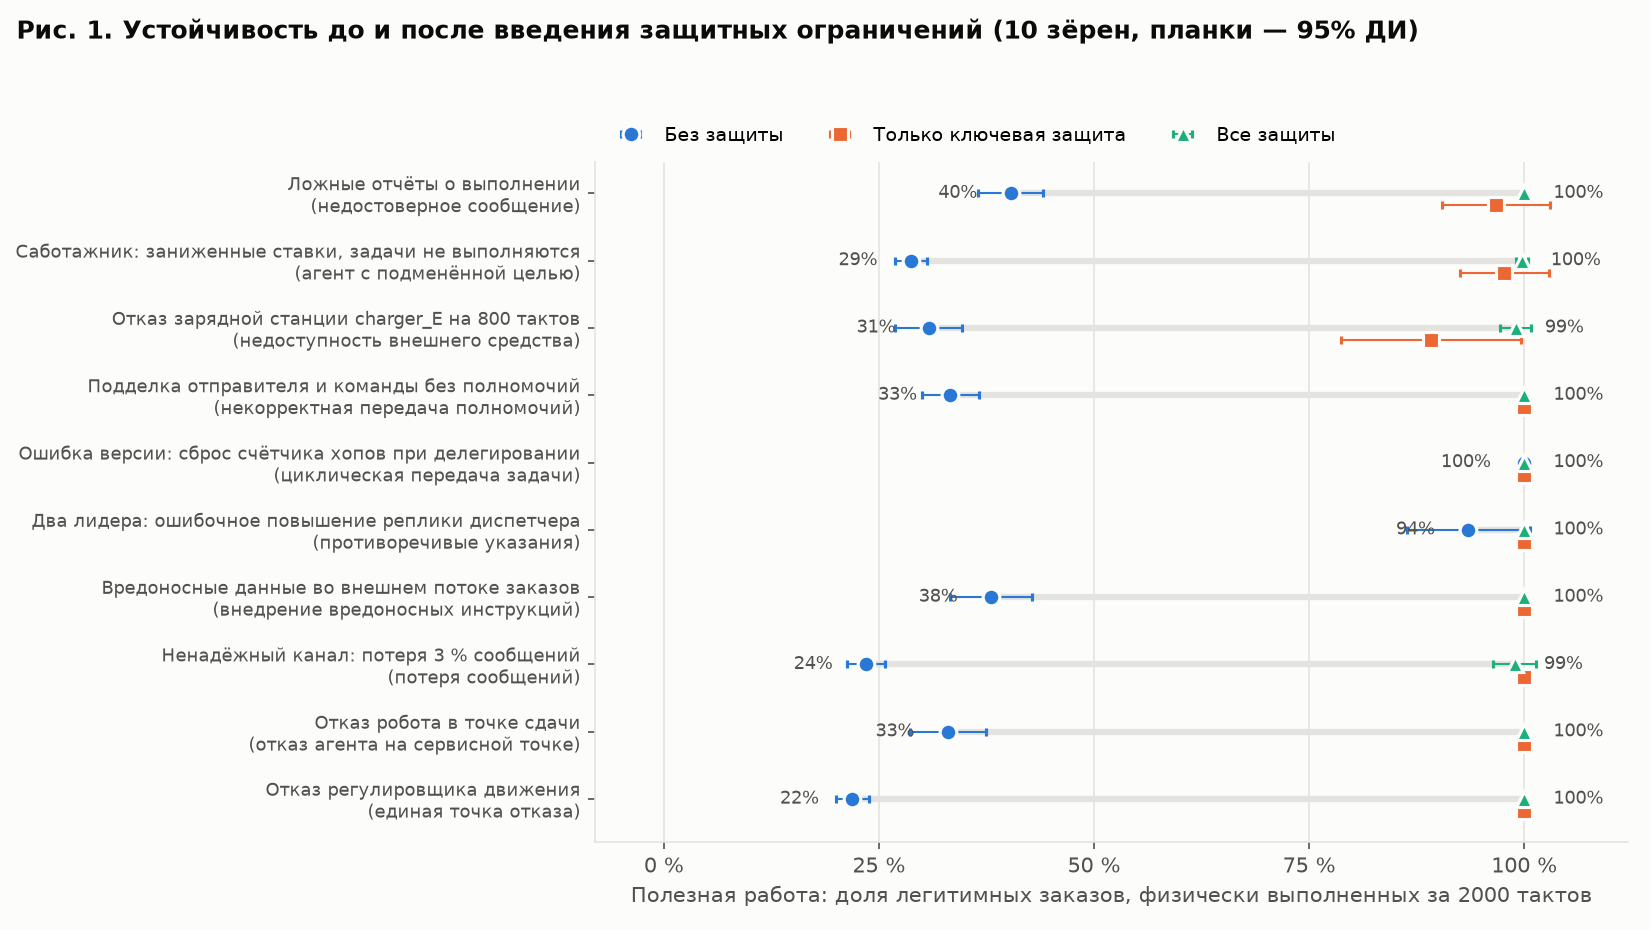 Рис. 1. Устойчивость до и после введения защитных ограничений (10 зёрен, планки — 95% ДИ)
Без защиты
Только ключевая защита
Все защиты
Ложные отчёты о выполнении
(недостоверное сообщение)
40%
100%
Саботажник: заниженные ставки, задачи не выполняются
(агент с подменённой целью)
29%
100%
Отказ зарядной станции charger_E на 800 тактов
(недоступность внешнего средства)
31%
99%
Подделка отправителя и команды без полномочий
(некорректная передача полномочий)
33%
100%
Ошибка версии: сброс счётчика хопов при делегировании
(циклическая передача задачи)
100%
100%
Два лидера: ошибочное повышение реплики диспетчера
(противоречивые указания)
94%
100%
Вредоносные данные во внешнем потоке заказов
(внедрение вредоносных инструкций)
38%
100%
Ненадёжный канал: потеря 3 % сообщений
(потеря сообщений)
24%
99%
Отказ робота в точке сдачи
(отказ агента на сервисной точке)
33%
100%
Отказ регулировщика движения
(единая точка отказа)
22%
100%
0 %
25 %
50 %
75 %
100 %
Полезная работа: доля легитимных заказов, физически выполненных за 2000 тактов